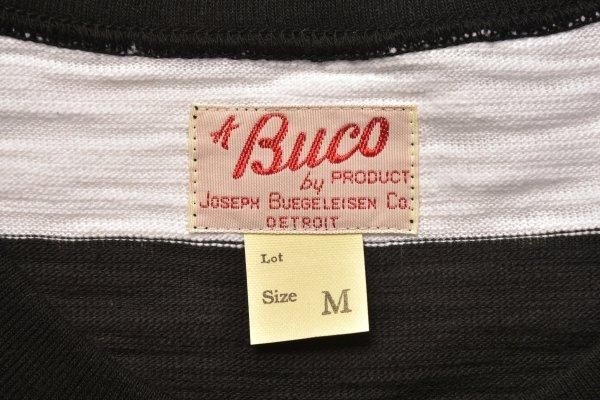 A Buco
by PRODUCT
JOSEPH BUEGELEISEN CO.
DETROIT
Lot
Size M